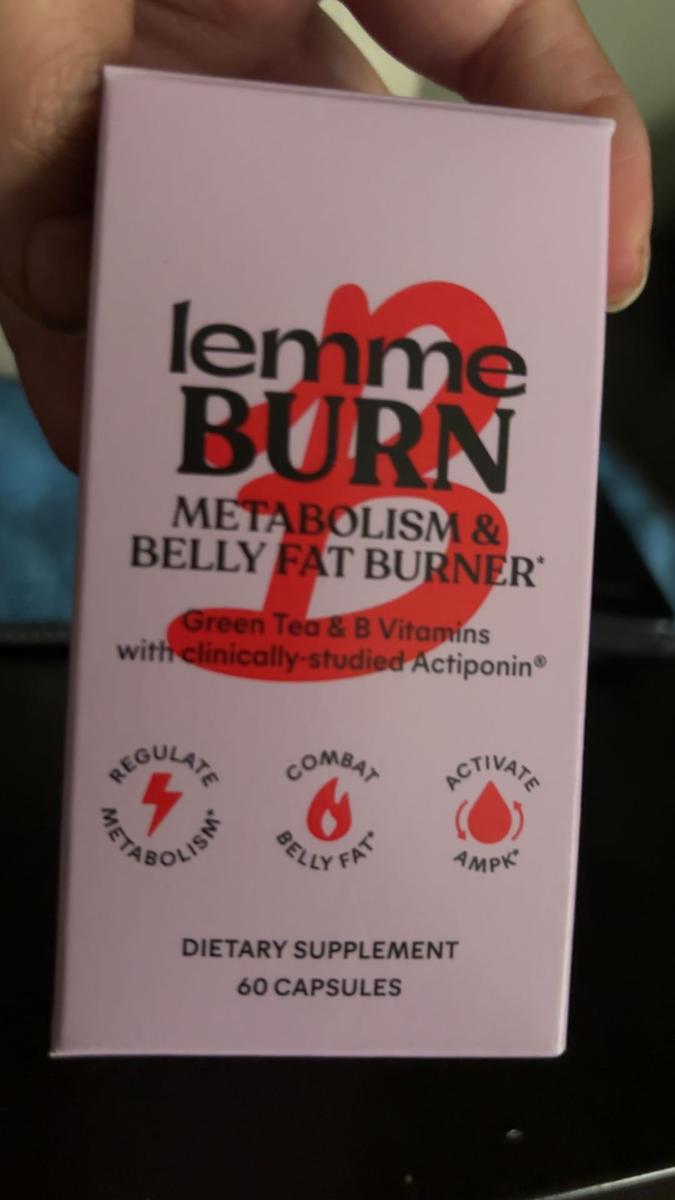 lemme
BURN
METABOLISM &
BELLY FAT BURNER*
Green Tea & B Vitamins
with clinically-studied Actiponin®
REGULATE
METABOLISM*
COMBAT
BELLY FAT*
ACTIVATE
AMPK*
DIETARY SUPPLEMENT
60 CAPSULES